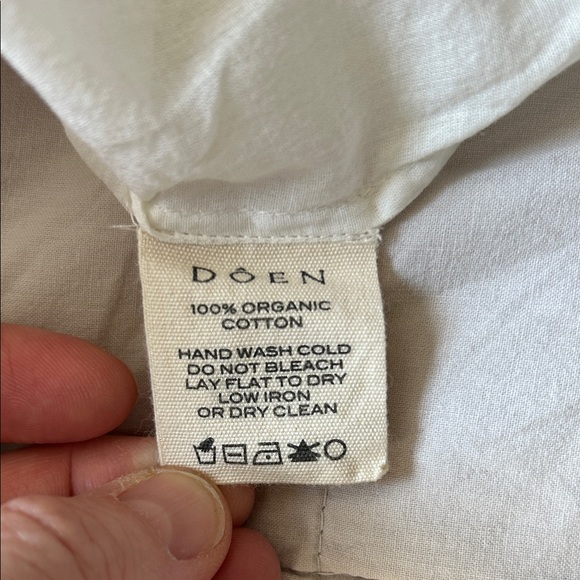 DÔEN
100% ORGANIC
COTTON
HAND WASH COLD
DO NOT BLEACH
LAY FLAT TO DRY
LOW IRON
OR DRY CLEAN